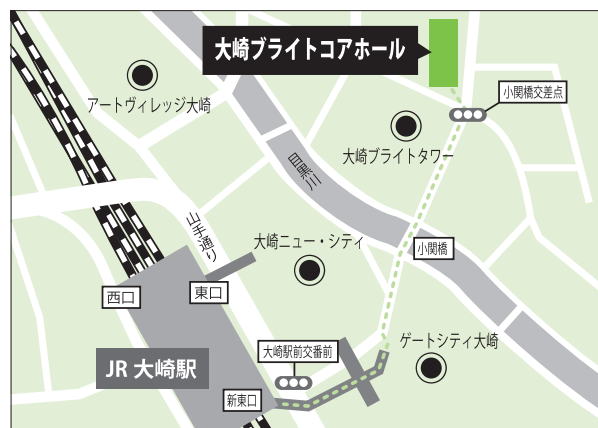 大崎ブライトコアホール
アートヴィレッジ大崎
小関橋交差点
大崎ブライトタワー
目黒川
山手通り
大崎ニュー・シティ
小関橋
西口
東口
大崎駅前交番前
ゲートシティ大崎
JR 大崎駅
新東口